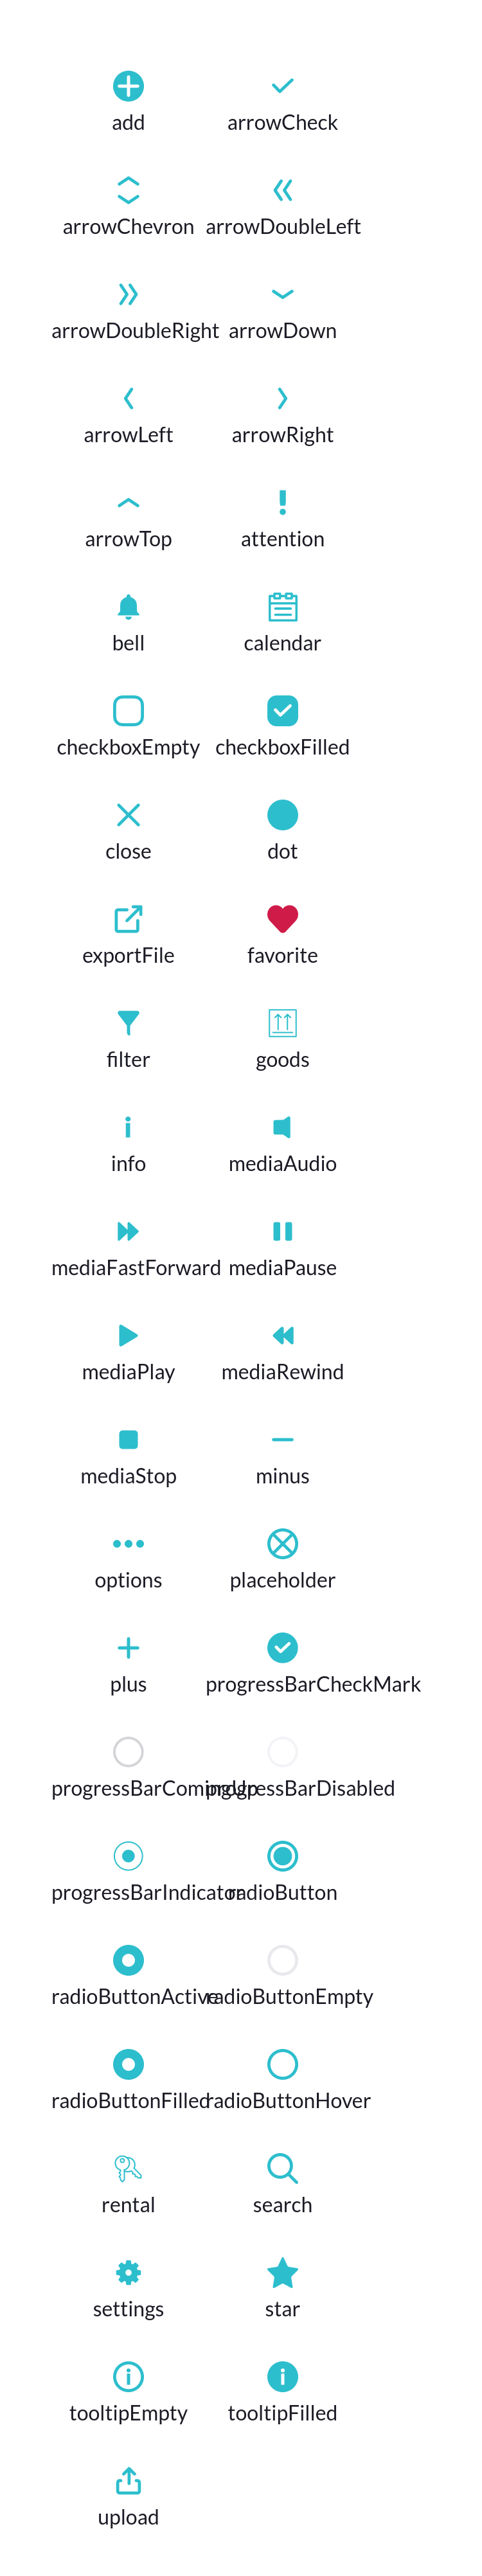 add arrowCheck
arrowChevron arrowDoubleLeft
arrowDoubleRight arrowDown
arrowLeft arrowRight
arrowTop attention
bell calendar
checkboxEmpty checkboxFilled
close dot
exportFile favorite
filter goods
info mediaAudio
mediaFastForward mediaPause
mediaPlay mediaRewind
mediaStop minus
options placeholder
plus progressBarCheckMark
progressBarComingUp progressBarDisabled
progressBarIndicator radioButton
radioButtonActive radioButtonEmpty
radioButtonFilled radioButtonHover
rental search
settings star
tooltipEmpty tooltipFilled
upload